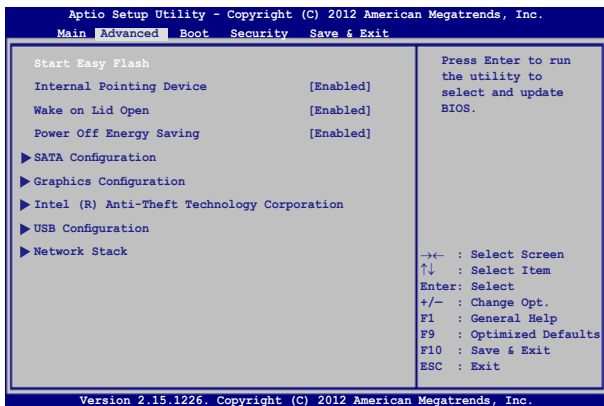 Aptio Setup Utility - Copyright (C) 2012 American Megatrends, Inc.
Main Advanced Boot Security Save & Exit
Start Easy Flash
Internal Pointing Device [Enabled]
Wake on Lid Open [Enabled]
Power Off Energy Saving [Enabled]
SATA Configuration
Graphics Configuration
Intel (R) Anti-Theft Technology Corporation
USB Configuration
Network Stack
Press Enter to run
the utility to
select and update
BIOS.
→← : Select Screen
↑↓ : Select Item
Enter: Select
+/— : Change Opt.
F1 : General Help
F9 : Optimized Defaults
F10 : Save & Exit
ESC : Exit
Version 2.15.1226. Copyright (C) 2012 American Megatrends, Inc.